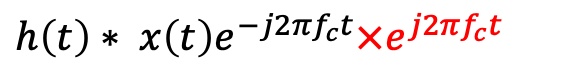 h(t) ∗ x(t)e^{−j2πf_c t}×e^{j2πf_c t}